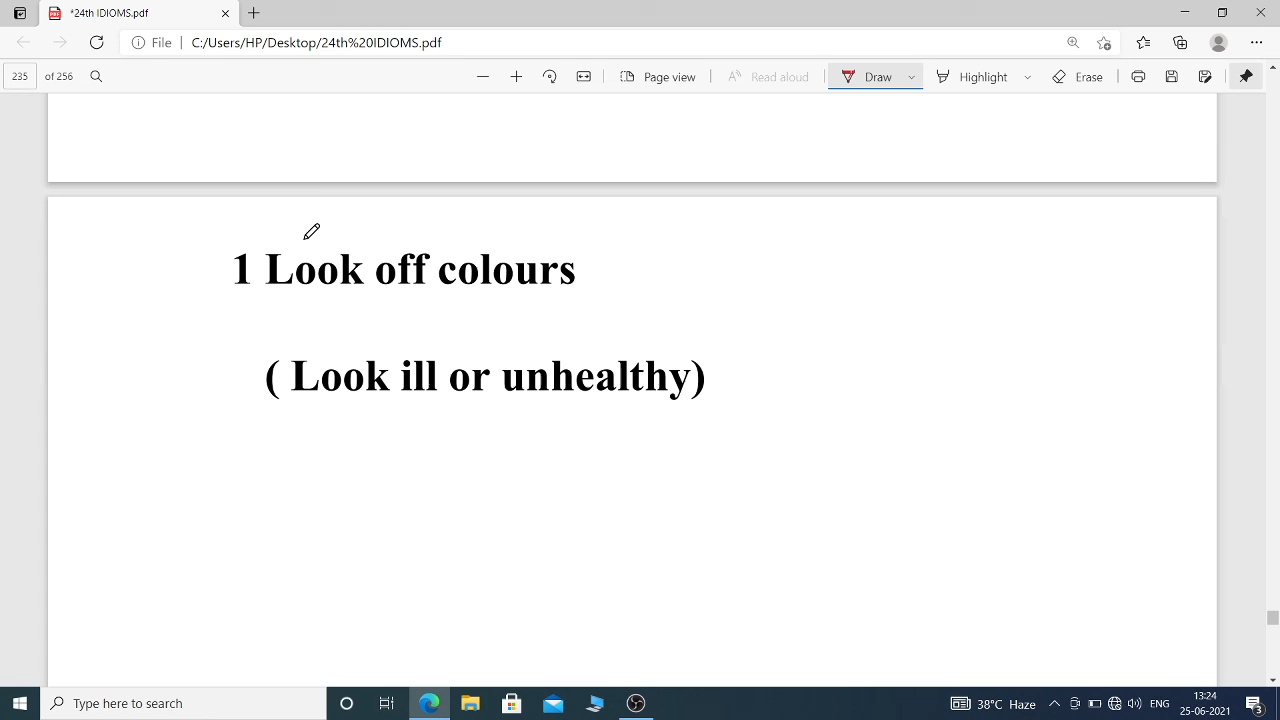 *24th IDIOMS.pdf
File C:/Users/HP/Desktop/24th%20IDIOMS.pdf
235 of 256 Page view Read aloud Draw Highlight Erase
1 Look off colours
( Look ill or unhealthy)
Type here to search 38°C Haze ENG 13:24
25-06-2021 3